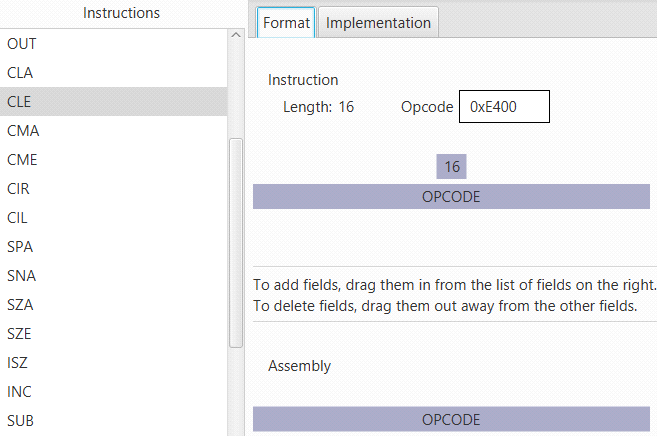 Instructions
OUT
CLA
CLE
CMA
CME
CIR
CIL
SPA
SNA
SZA
SZE
ISZ
INC
SUB
Format Implementation
Instruction
Length: 16 Opcode 0xE400
16
OPCODE
To add fields, drag them in from the list of fields on the right.
To delete fields, drag them out away from the other fields.
Assembly
OPCODE